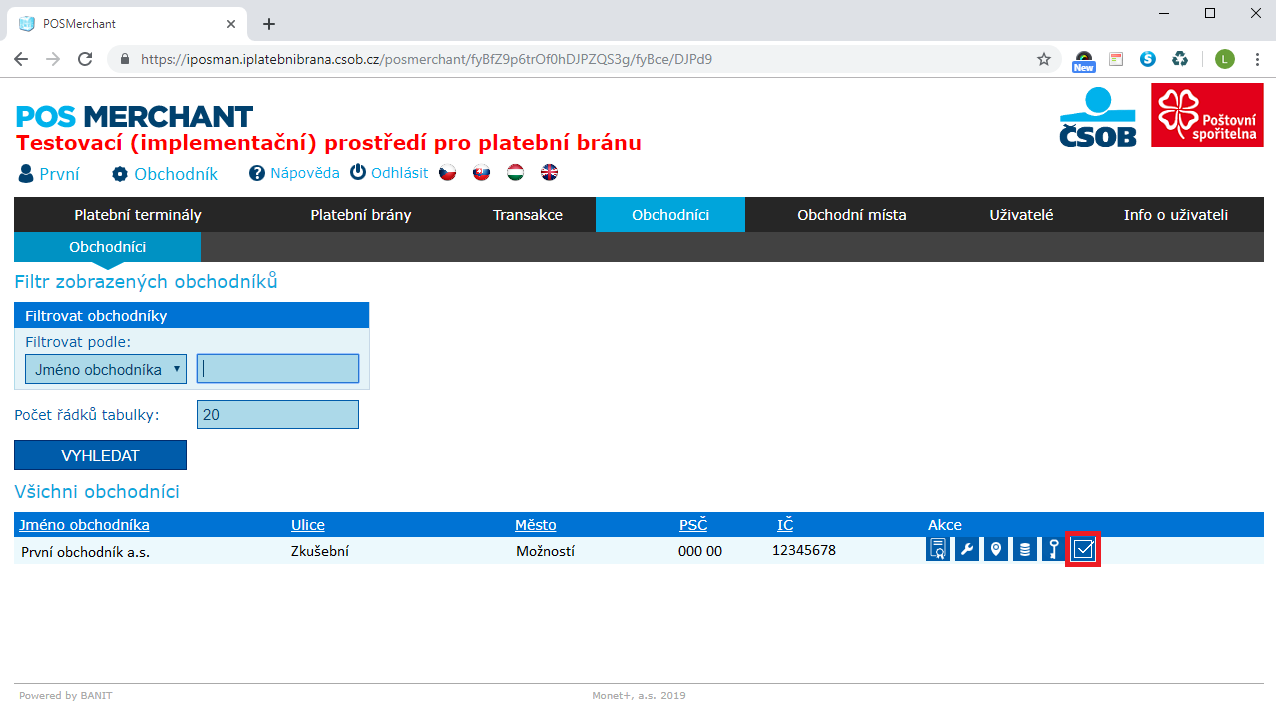 POSMerchant
https://iposman.iplatebnibrana.csob.cz/posmerchant/fyBfZ9p6trOf0hDJPZQS3g/fyBce/DJPd9
New
L
POS MERCHANT
Testovací (implementační) prostředí pro platební bránu
ČSOB
Poštovní
spořitelna
První Obchodník Nápověda Odhlásit
Platební terminály Platební brány Transakce Obchodníci Obchodní místa Uživatelé Info o uživateli
Obchodníci
Filtr zobrazených obchodníků
Filtrovat obchodníky
Filtrovat podle:
Jméno obchodníka
Počet řádků tabulky: 20
VYHLEDAT
Všichni obchodníci
Jméno obchodníka Ulice Město PSČ IČ Akce
První obchodník a.s. Zkušební Možností 000 00 12345678
Powered by BANIT Monet+, a.s. 2019